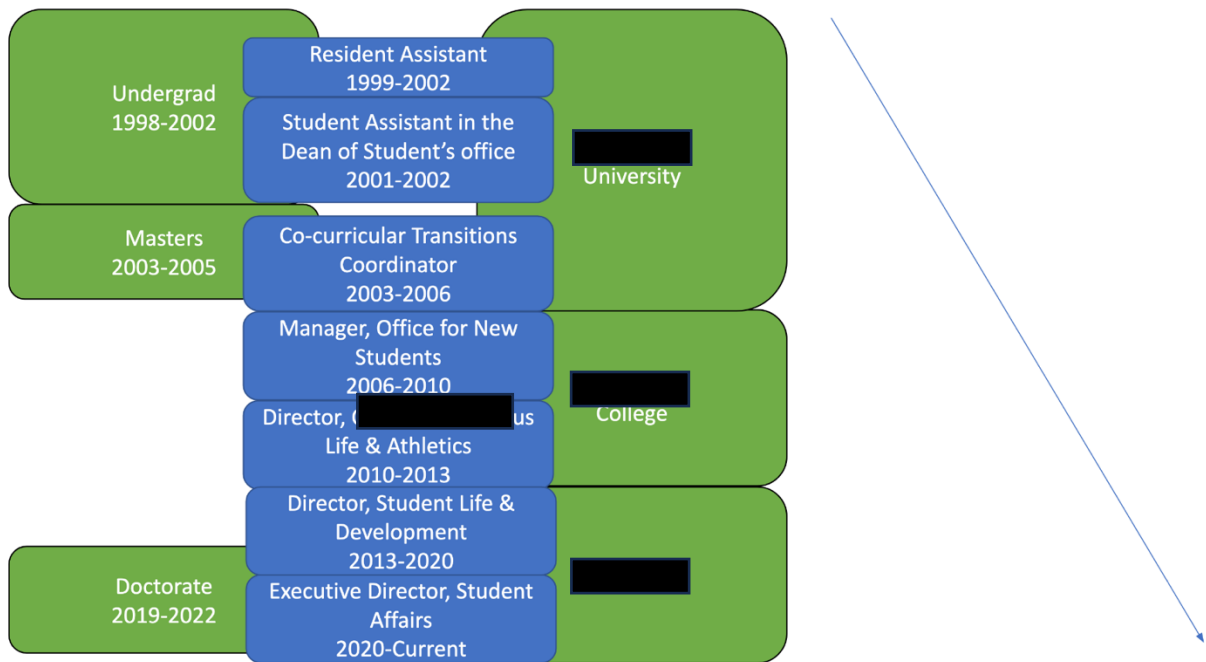 Undergrad
1998-2002
Resident Assistant
1999-2002
Student Assistant in the
Dean of Student’s office
2001-2002
University
Masters
2003-2005
Co-curricular Transitions
Coordinator
2003-2006
Manager, Office for New
Students
2006-2010
Director,
Life & Athletics
2010-2013
College
Director, Student Life &
Development
2013-2020
Doctorate
2019-2022
Executive Director, Student
Affairs
2020-Current